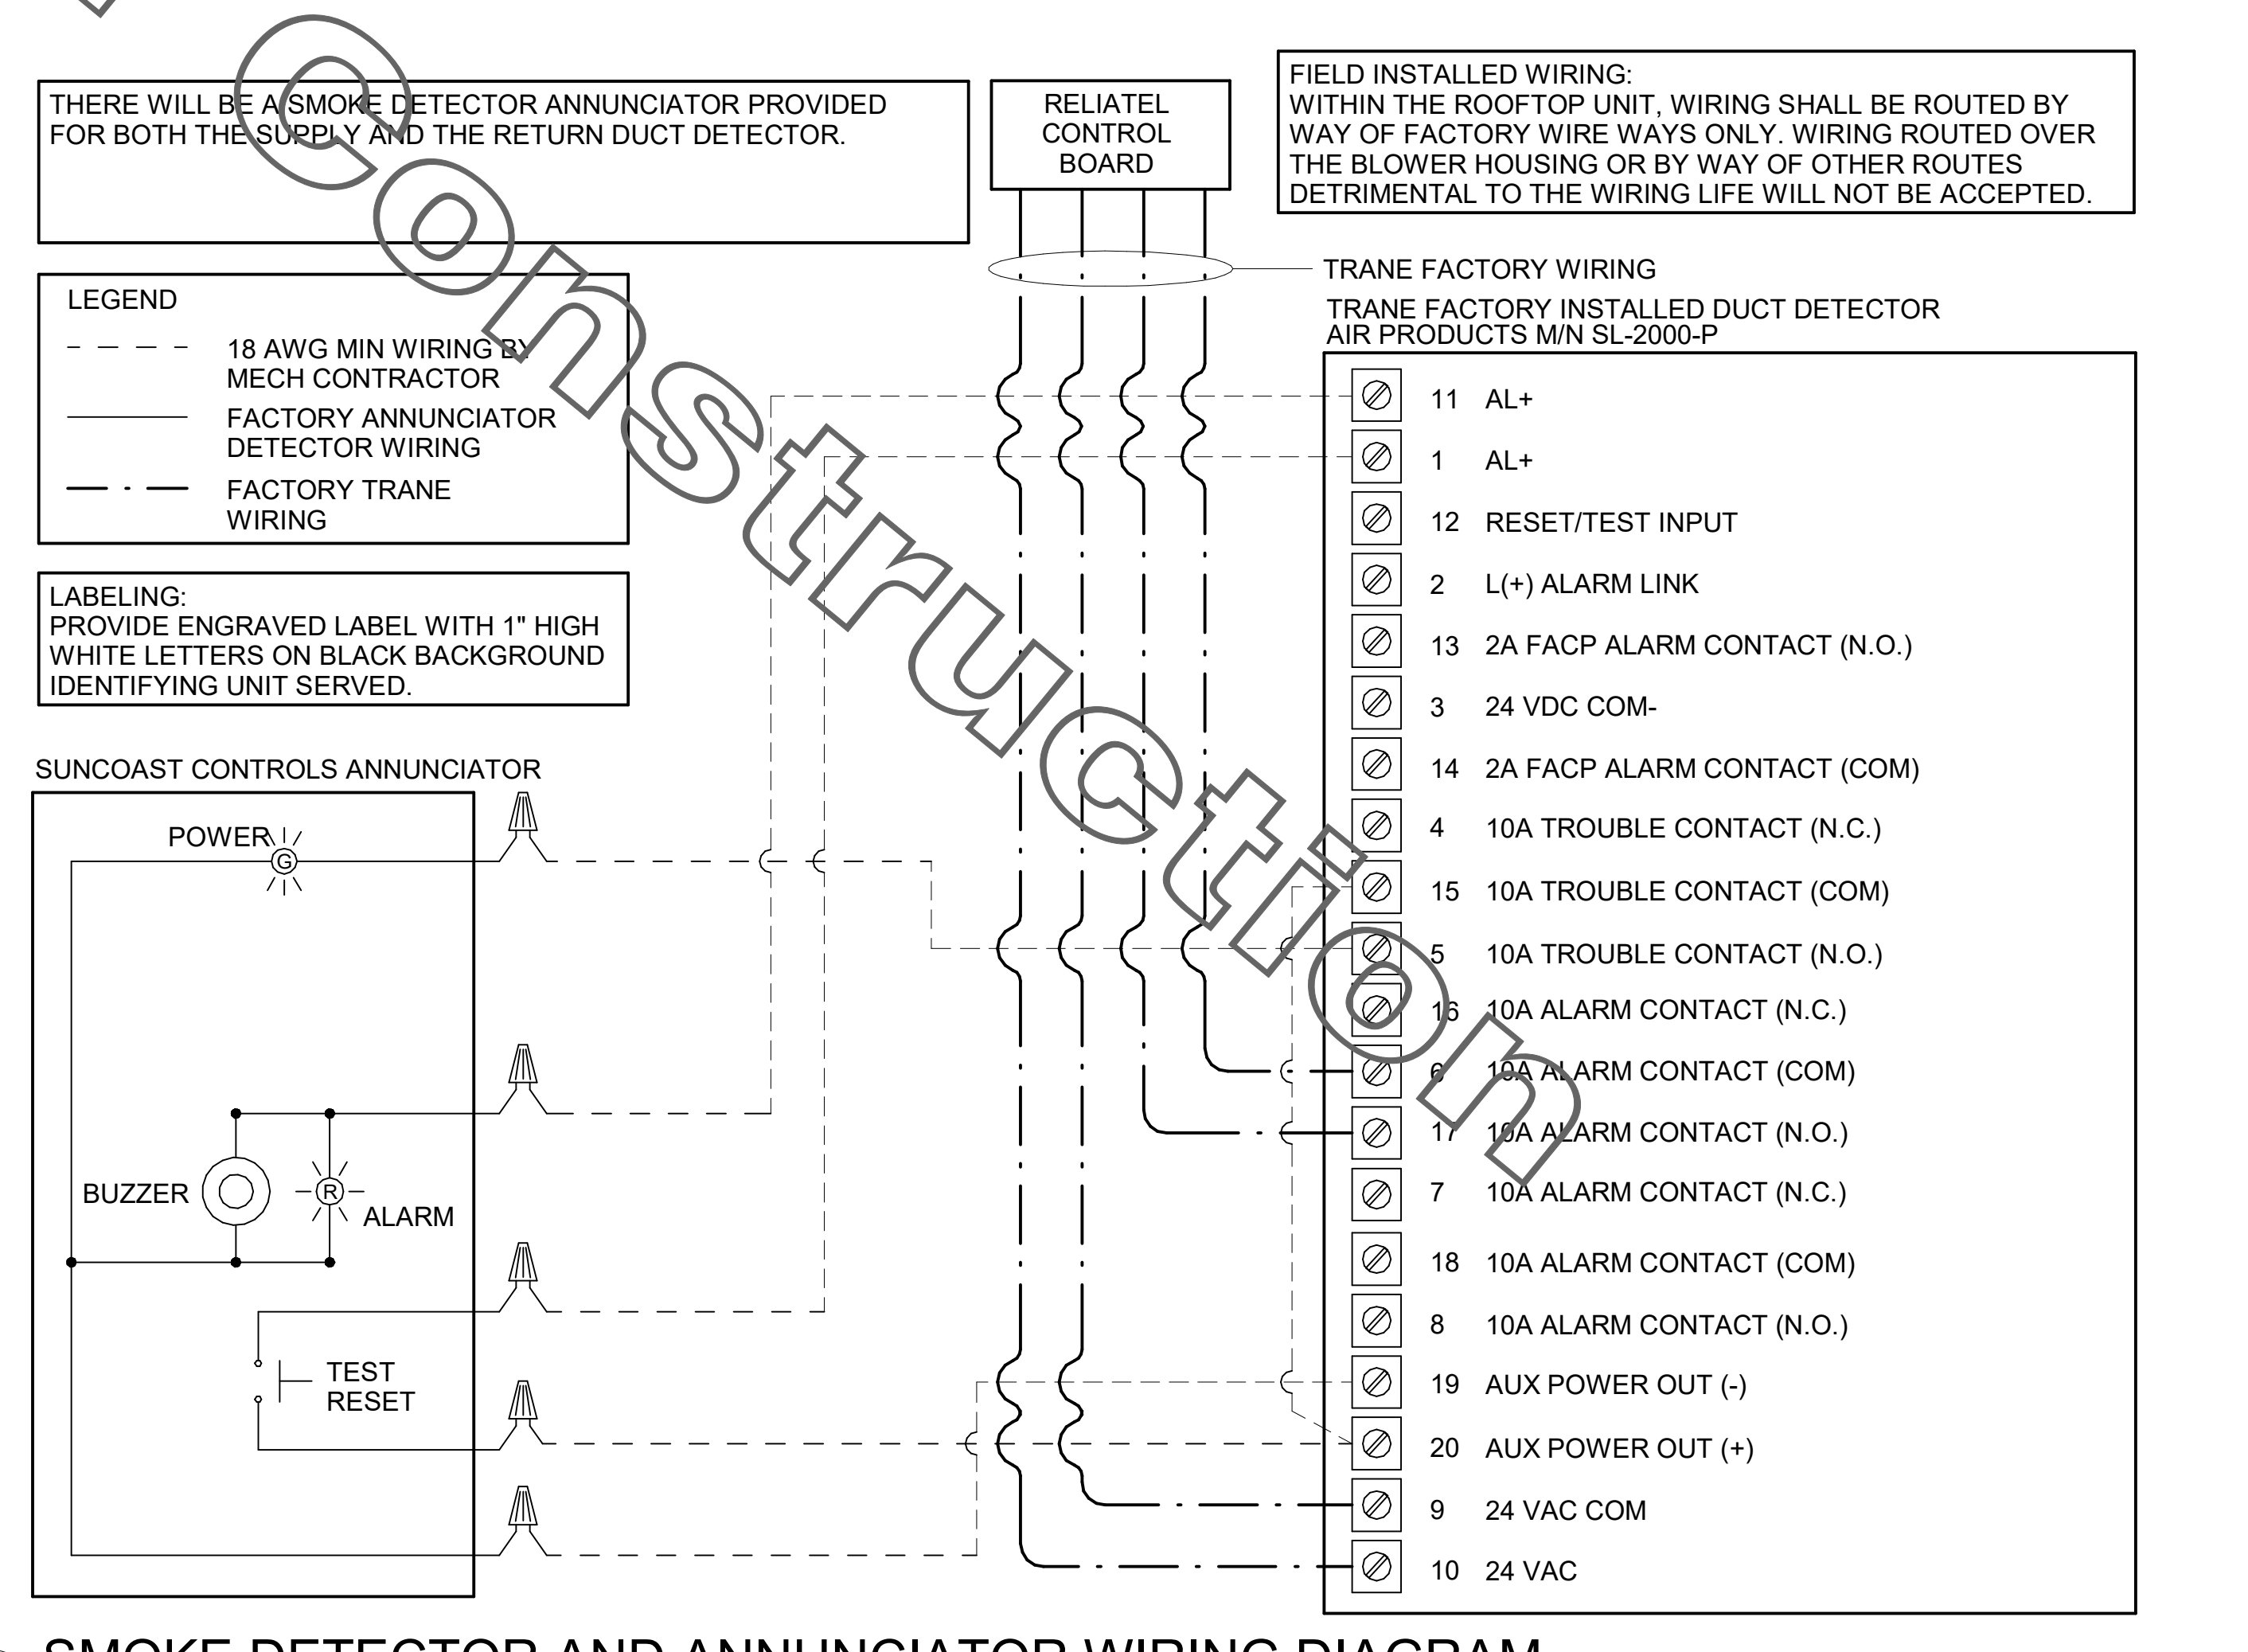 THERE WILL BE A SMOKE DETECTOR ANNUNCIATOR PROVIDED
FOR BOTH THE SUPPLY AND THE RETURN DUCT DETECTOR.
RELIATEL
CONTROL
BOARD
FIELD INSTALLED WIRING:
WITHIN THE ROOFTOP UNIT, WIRING SHALL BE ROUTED BY
WAY OF FACTORY WIRE WAYS ONLY. WIRING ROUTED OVER
THE BLOWER HOUSING OR BY WAY OF OTHER ROUTES
DETRIMENTAL TO THE WIRING LIFE WILL NOT BE ACCEPTED.
TRANE FACTORY WIRING
TRANE FACTORY INSTALLED DUCT DETECTOR
AIR PRODUCTS M/N SL-2000-P
LEGEND
18 AWG MIN WIRING BY
MECH CONTRACTOR
FACTORY ANNUNCIATOR
DETECTOR WIRING
FACTORY TRANE
WIRING
LABELING:
PROVIDE ENGRAVED LABEL WITH 1" HIGH
WHITE LETTERS ON BLACK BACKGROUND
IDENTIFYING UNIT SERVED.
SUNCOAST CONTROLS ANNUNCIATOR
POWER
G
BUZZER
R
ALARM
TEST
RESET
11 AL+
1 AL+
12 RESET/TEST INPUT
2 L(+) ALARM LINK
13 2A FACP ALARM CONTACT (N.O.)
3 24 VDC COM-
14 2A FACP ALARM CONTACT (COM)
4 10A TROUBLE CONTACT (N.C.)
15 10A TROUBLE CONTACT (COM)
5 10A TROUBLE CONTACT (N.O.)
16 10A ALARM CONTACT (N.C.)
6 10A ALARM CONTACT (COM)
17 10A ALARM CONTACT (N.O.)
7 10A ALARM CONTACT (N.C.)
18 10A ALARM CONTACT (COM)
8 10A ALARM CONTACT (N.O.)
19 AUX POWER OUT (-)
20 AUX POWER OUT (+)
9 24 VAC COM
10 24 VAC
Construction
SMOKE DETECTOR AND ANNUNCIATOR WIRING DIAGRAM